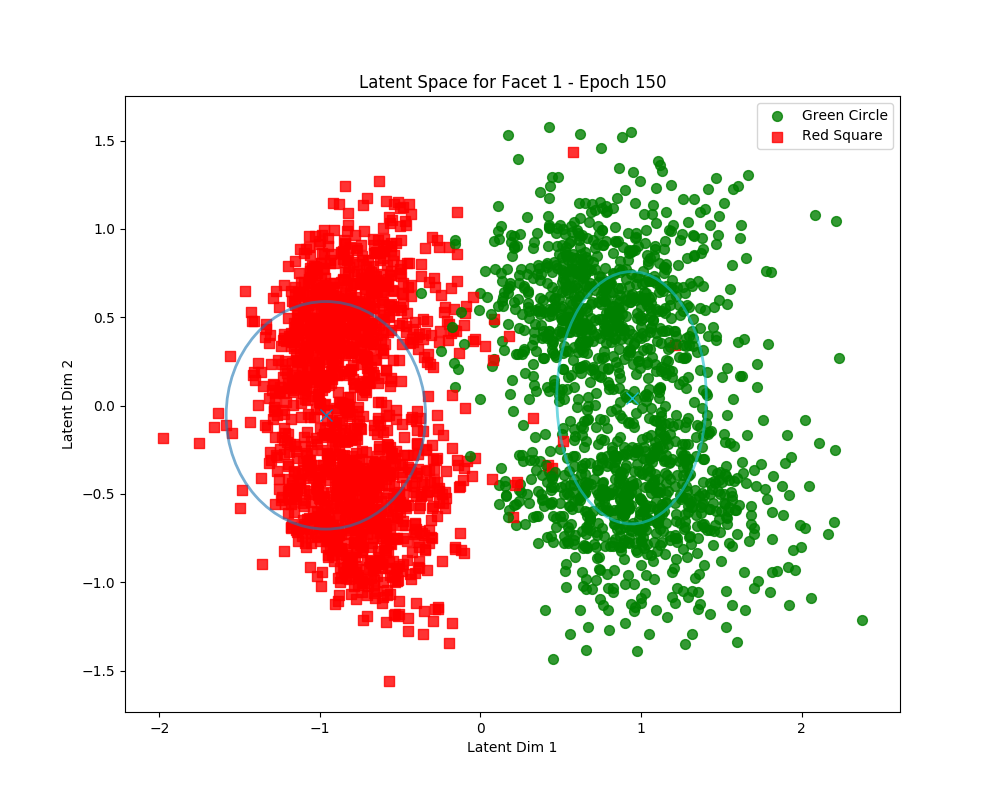 Latent Space for Facet 1 - Epoch 150
Green Circle
Red Square
1.5
1.0
0.5
0.0
−0.5
−1.0
−1.5
Latent Dim 2
−2
−1
0
1
2
Latent Dim 1